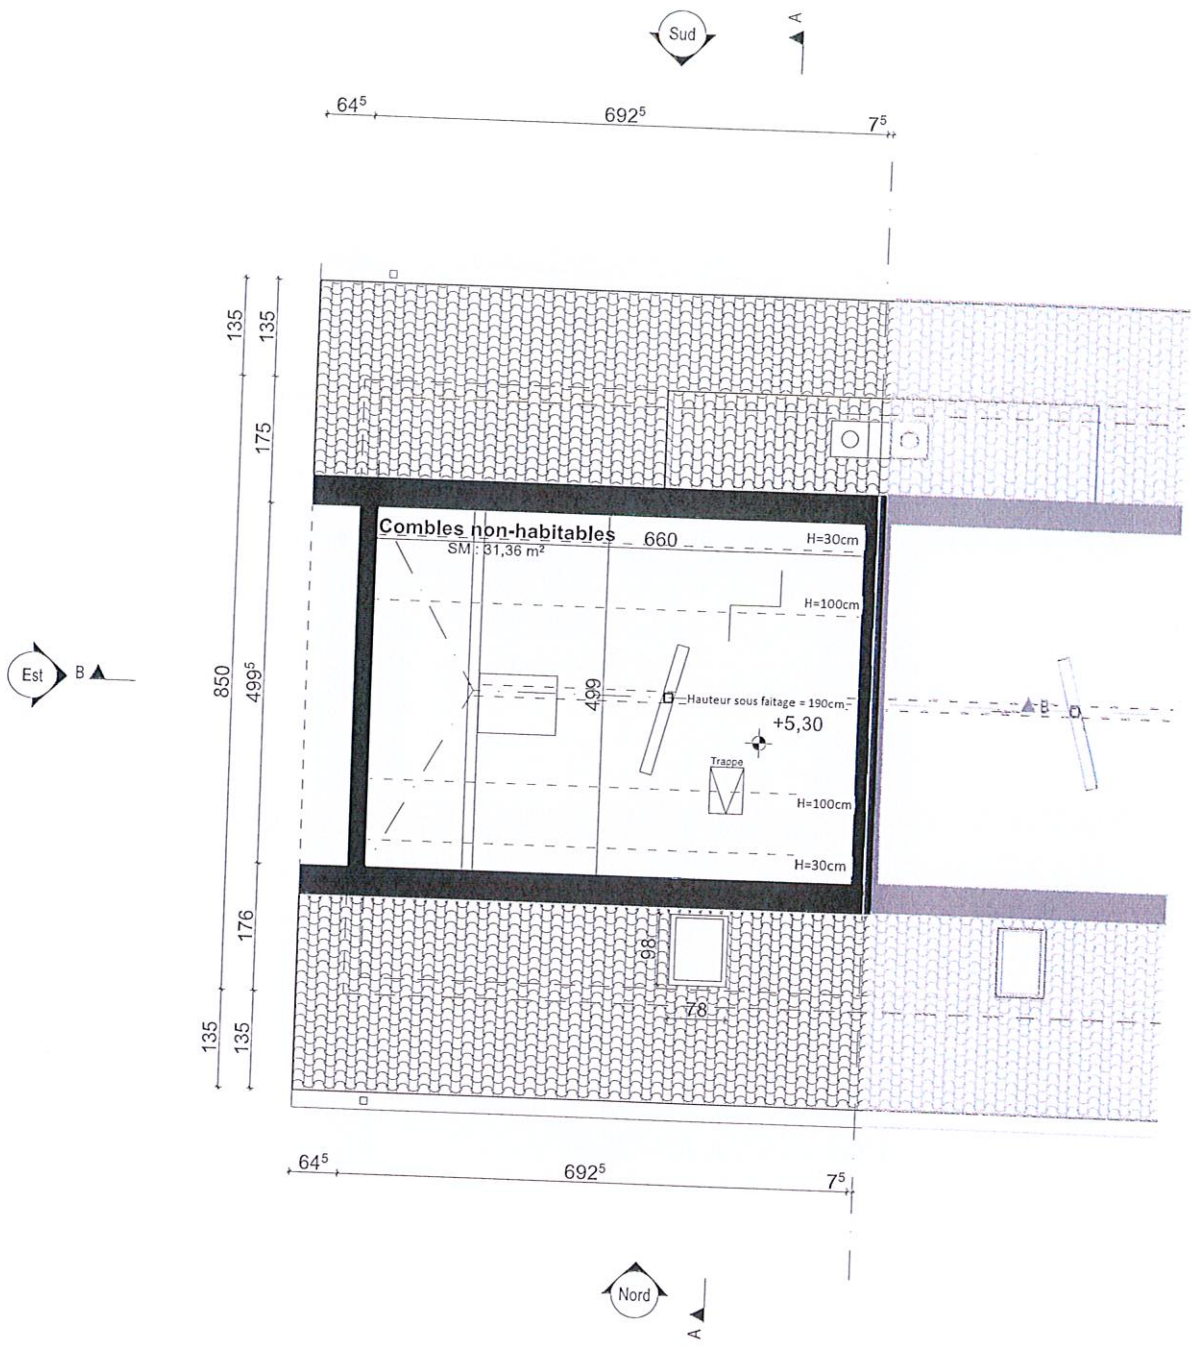 Sud
A
64⁵
692⁵
7⁵
135
135
175
Combles non-habitables
SM : 31,36 m²
660
H=30cm
H=100cm
Est
B
850
499⁵
499
Hauteur sous faitage = 190cm
B
+5,30
Trappe
H=100cm
H=30cm
176
98
78
135
135
64⁵
692⁵
7⁵
Nord
A